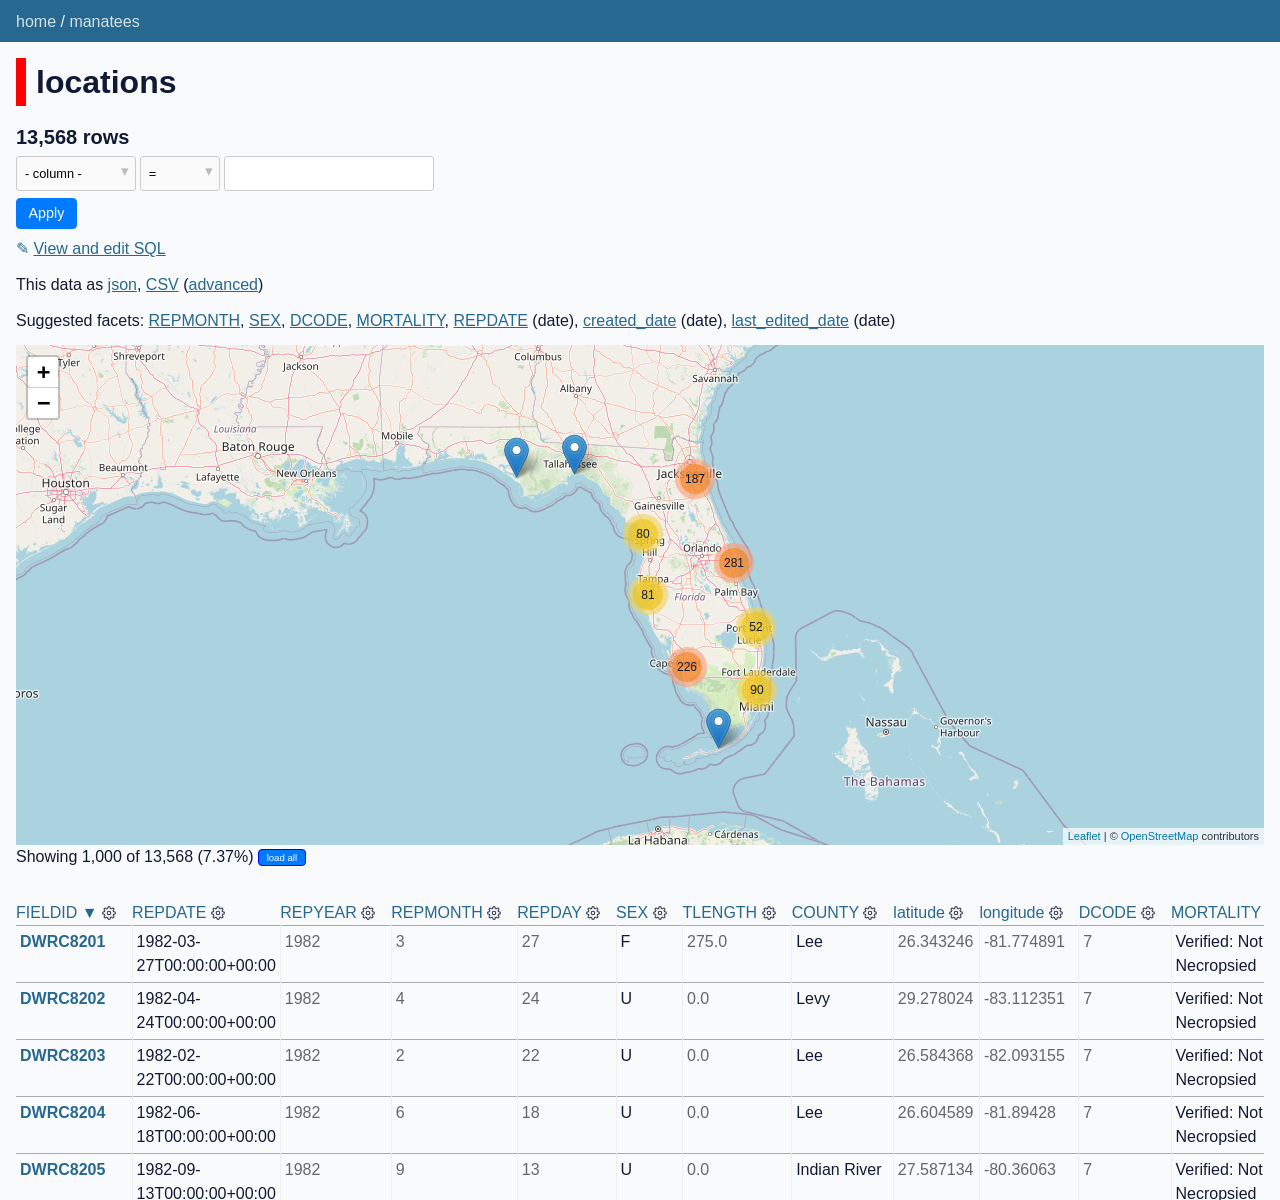 home / manatees
locations
13,568 rows
- column - ▼ = ▼
Apply
✎ View and edit SQL
This data as json, CSV (advanced)
Suggested facets: REPMONTH, SEX, DCODE, MORTALITY, REPDATE (date), created_date (date), last_edited_date (date)
+
−
Tyler
Shreveport
Jackson
Columbus
Albany
Savannah
llege
ation
Louisiana
Baton Rouge
Mobile
Beaumont
Lafayette
New Orleans
Houston
Sugar
Land
187
Gainesville
80
Hill
Orlando
281
Tampa
81
Florida
Palm Bay
52
226
Fort Lauderdale
90
Miami
oros
Nassau
Governor's
Harbour
The Bahamas
La Habana
Cárdenas
Leaflet | © OpenStreetMap contributors
Showing 1,000 of 13,568 (7.37%) load all
FIELDID ▼ REPDATE REPYEAR REPMONTH REPDAY SEX TLENGTH COUNTY latitude longitude DCODE MORTALITY
DWRC8201 1982-03- 1982 3 27 F 275.0 Lee 26.343246 -81.774891 7 Verified: Not
27T00:00:00+00:00 Necropsied
DWRC8202 1982-04- 1982 4 24 U 0.0 Levy 29.278024 -83.112351 7 Verified: Not
24T00:00:00+00:00 Necropsied
DWRC8203 1982-02- 1982 2 22 U 0.0 Lee 26.584368 -82.093155 7 Verified: Not
22T00:00:00+00:00 Necropsied
DWRC8204 1982-06- 1982 6 18 U 0.0 Lee 26.604589 -81.89428 7 Verified: Not
18T00:00:00+00:00 Necropsied
DWRC8205 1982-09- 1982 9 13 U 0.0 Indian River 27.587134 -80.36063 7 Verified: Not
13T00:00:00+00:00 Necropsied